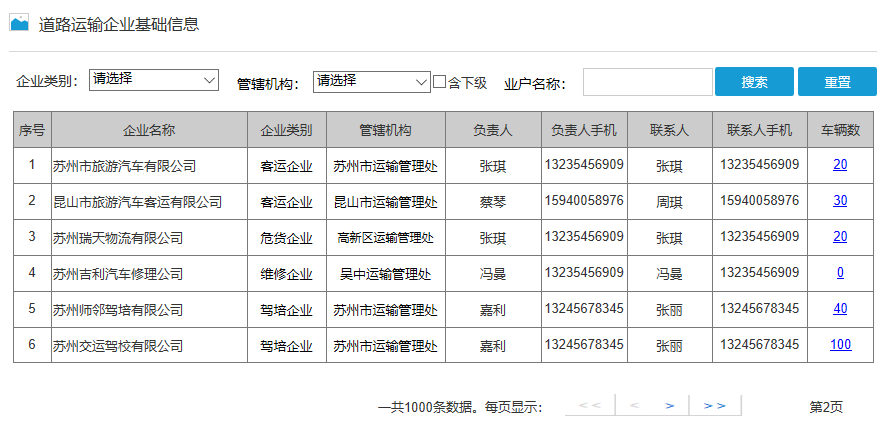 道路运输企业基础信息
企业类别: 请选择 管辖机构: 请选择 含下级 业户名称: 搜索 重置
序号 企业名称 企业类别 管辖机构 负责人 负责人手机 联系人 联系人手机 车辆数
1 苏州市旅游汽车有限公司 客运企业 苏州市运输管理处 张琪 13235456909 张琪 13235456909 20
2 昆山市旅游汽车客运有限公司 客运企业 昆山市运输管理处 蔡琴 15940058976 周琪 15940058976 30
3 苏州瑞天物流有限公司 危货企业 高新区运输管理处 张琪 13235456909 张琪 13235456909 20
4 苏州吉利汽车修理公司 维修企业 吴中运输管理处 冯曼 13235456909 冯曼 13235456909 0
5 苏州师邻驾培有限公司 驾培企业 苏州市运输管理处 嘉利 13245678345 张丽 13245678345 40
6 苏州交运驾校有限公司 驾培企业 苏州市运输管理处 嘉利 13245678345 张丽 13245678345 100
一共1000条数据。每页显示: << < > >> 第2页